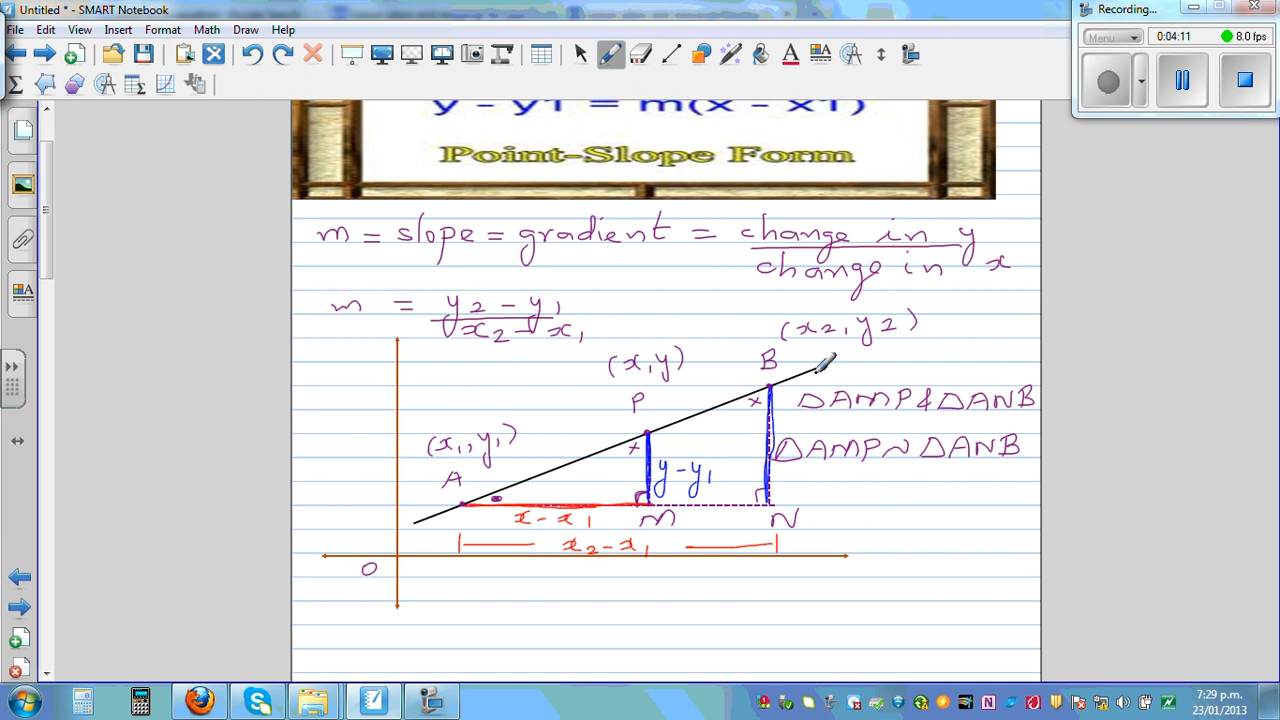 Untitled * - SMART Notebook
File Edit View Insert Format Math Draw Help
Recording...
Menu
0:04:11
8.0 fps
y - y1 = m(x - x1)
Point-Slope Form
m = slope = gradient = change in y
change in x
m = y2 - y1
x2 - x1
(x2, y2)
(x, y)
B
P
x
ΔAMP & ΔANB
(x1, y1)
x
ΔAMP ~ ΔANB
A
y - y1
x - x1
M
N
x2 - x1
O
7:29 p.m.
23/01/2013